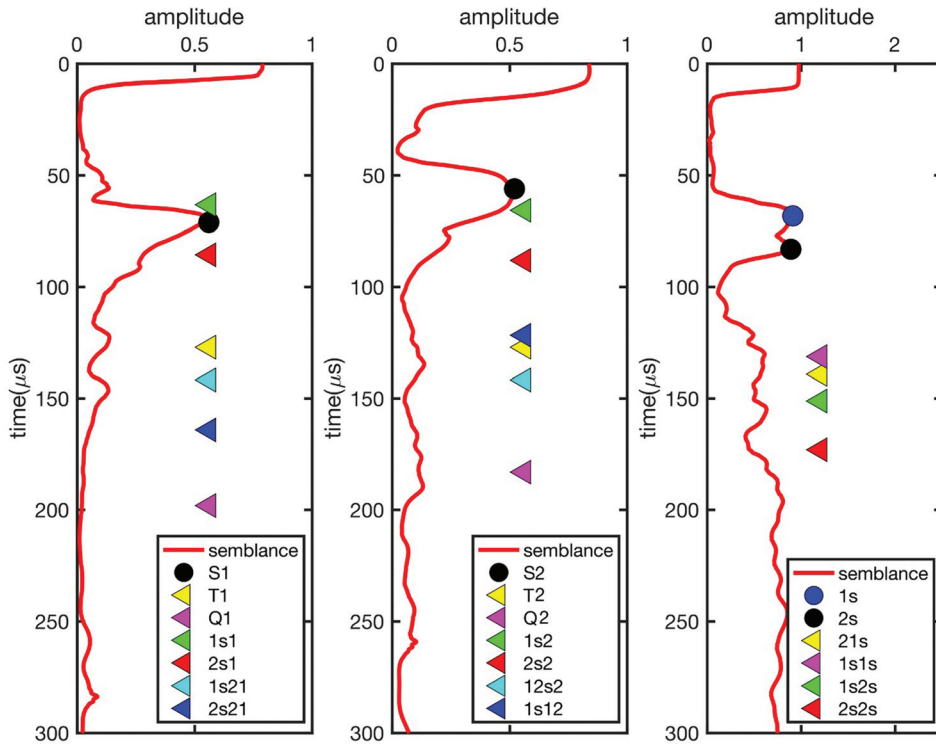 amplitude amplitude amplitude
0 0.5 1 0 0.5 1 0 1 2
0 0 0
50 50 50
100 100 100
150 150 150
200 200 200
250 250 250
300 300 300
time(μs) time(μs) time(μs)
semblance
S1
T1
Q1
1s1
2s1
1s21
2s21
semblance
S2
T2
Q2
1s2
2s2
12s2
1s12
semblance
1s
2s
21s
1s1s
1s2s
2s2s